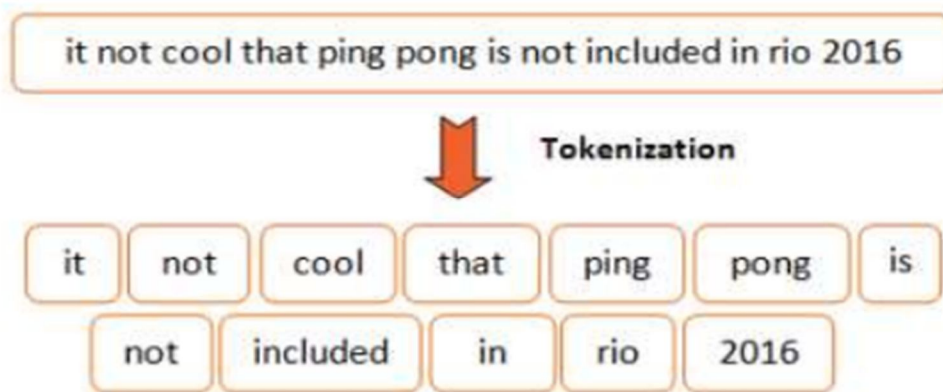 it not cool that ping pong is not included in rio 2016
Tokenization
it not cool that ping pong is
not included in rio 2016